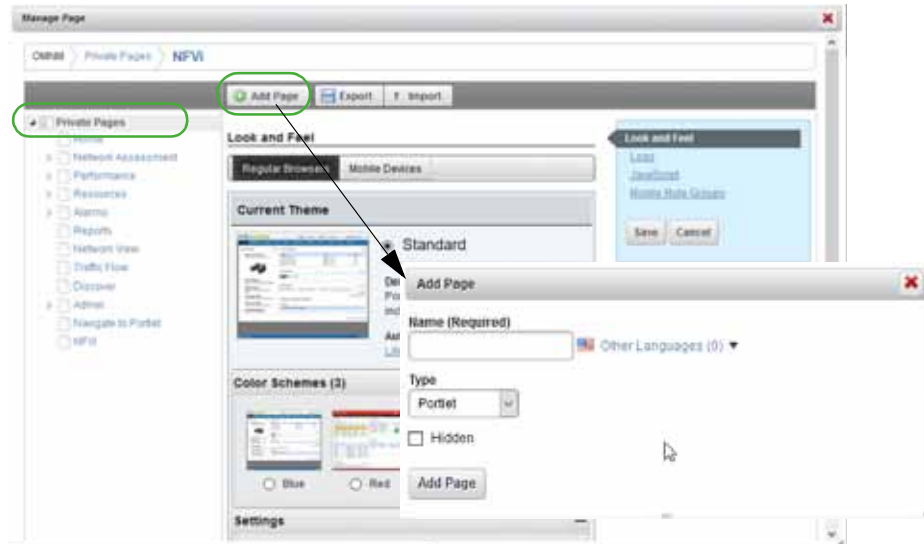 Manage Page
Private Pages
NFVI
Add Page
Export
Import
Private Pages
Home
Network Assessment
Performance
Resources
Alarms
Reports
Network View
Traffic Flow
Discover
Admin
Navigate to Portlet
NFVI
Look and Feel
Regular Browsers
Mobile Devices
Current Theme
Standard
Color Schemes (3)
Blue
Red
Settings
Look and Feel
Logo
JavaScript
Mobile Rule Groups
Save
Cancel
Add Page
Name (Required)
Other Languages (0)
Type
Portlet
Hidden
Add Page